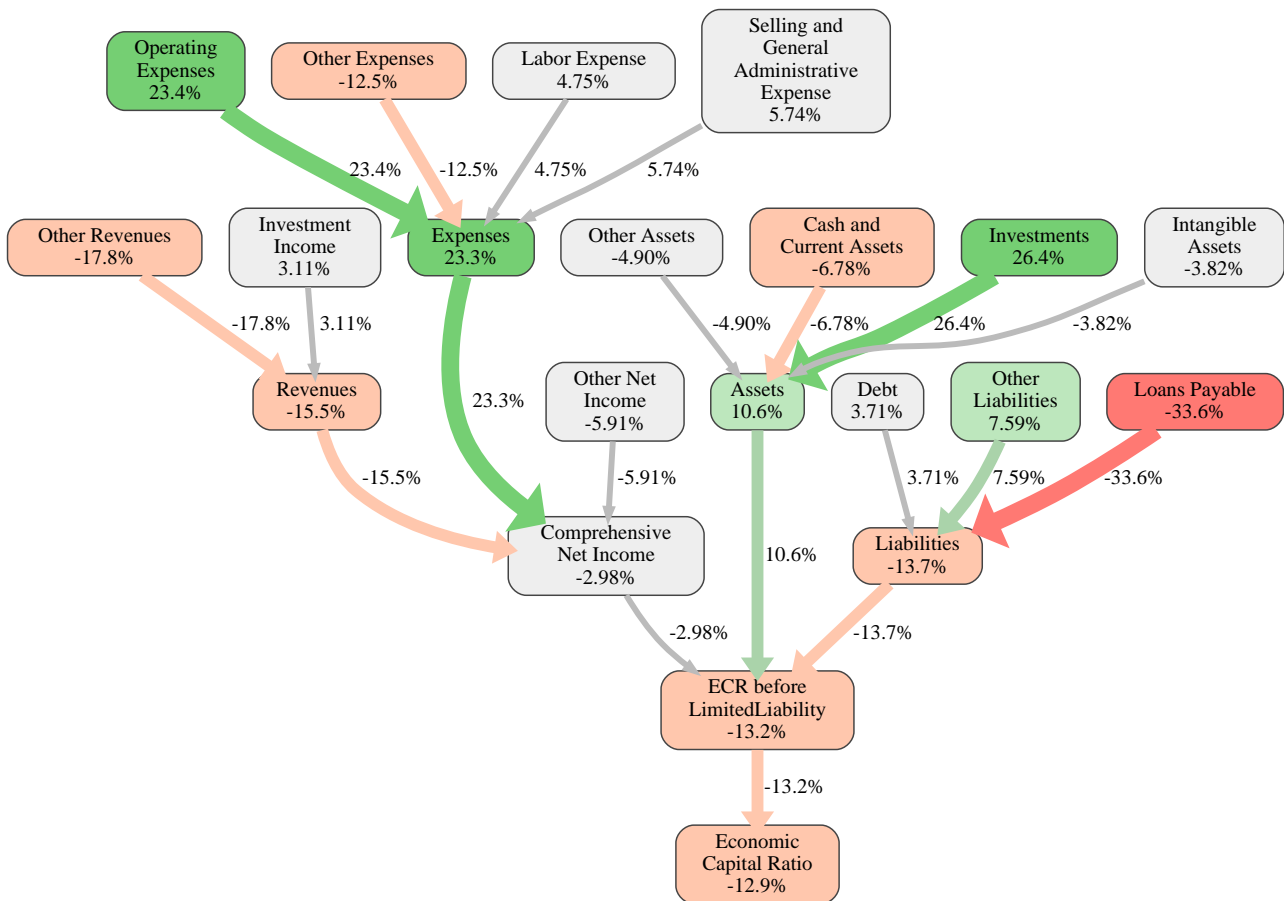 Operating
Expenses
23.4%
Other Expenses
-12.5%
Labor Expense
4.75%
Selling and
General
Administrative
Expense
5.74%
23.4%
-12.5%
4.75%
5.74%
Other Revenues
-17.8%
Investment
Income
3.11%
Expenses
23.3%
Other Assets
-4.90%
Cash and
Current Assets
-6.78%
Investments
26.4%
Intangible
Assets
-3.82%
-17.8%
3.11%
-4.90%
-6.78%
26.4%
-3.82%
Revenues
-15.5%
23.3%
Other Net
Income
-5.91%
Assets
10.6%
Debt
3.71%
Other
Liabilities
7.59%
Loans Payable
-33.6%
-15.5%
-5.91%
3.71%
7.59%
-33.6%
Comprehensive
Net Income
-2.98%
10.6%
Liabilities
-13.7%
-2.98%
-13.7%
ECR before
LimitedLiability
-13.2%
-13.2%
Economic
Capital Ratio
-12.9%